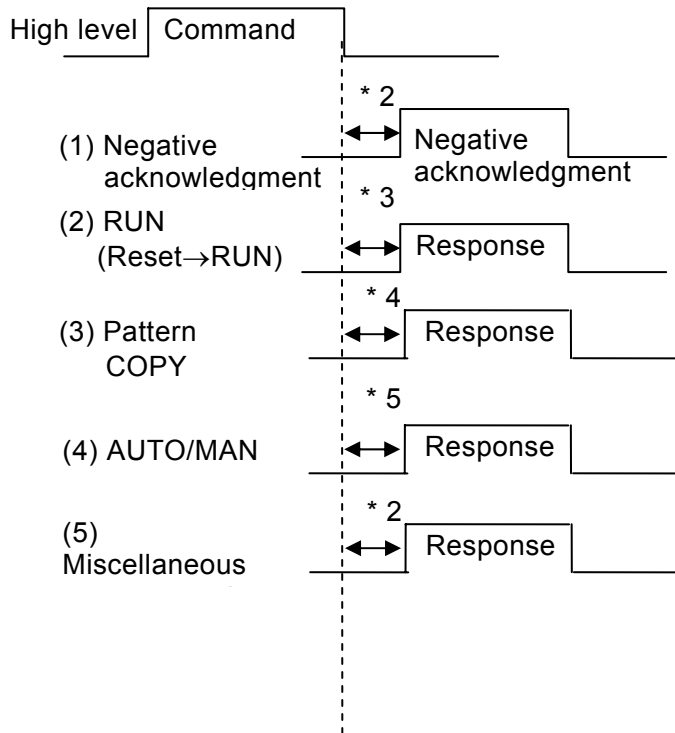 High level Command
* 2
(1) Negative
acknowledgment
Negative
acknowledgment
* 3
(2) RUN
(Reset→RUN)
Response
* 4
(3) Pattern
COPY
Response
* 5
(4) AUTO/MAN
Response
* 2
(5)
Miscellaneous
Response